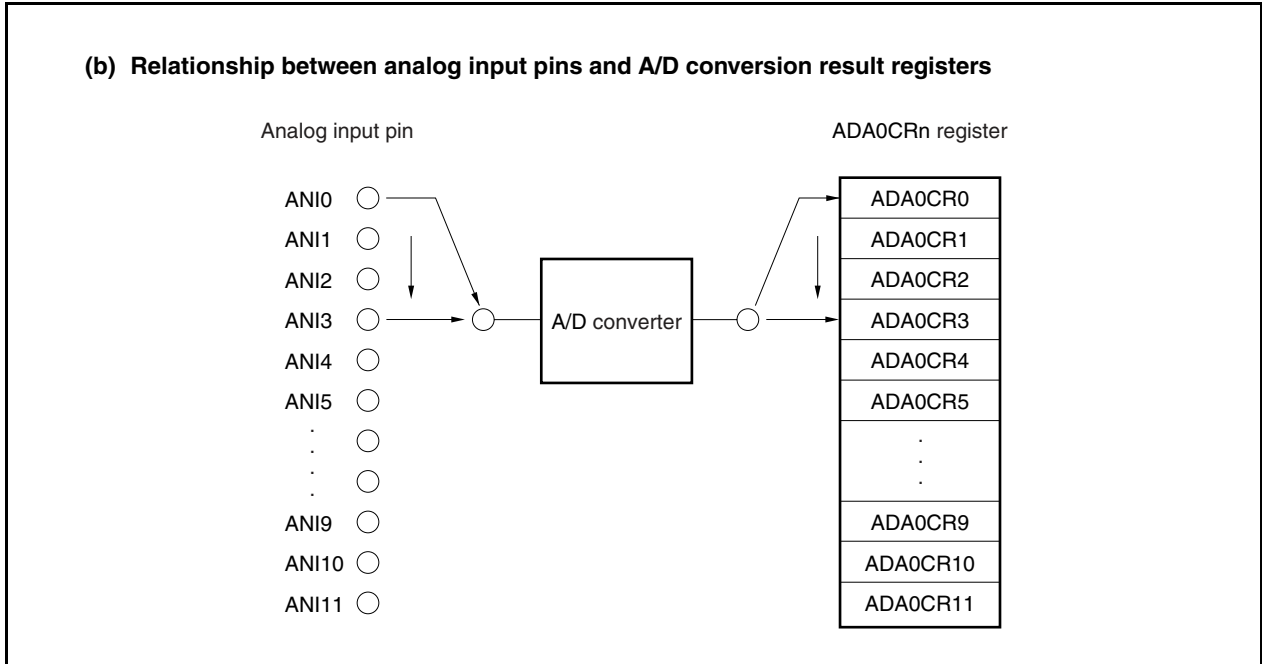 (b) Relationship between analog input pins and A/D conversion result registers
Analog input pin
ADA0CRn register
ANI0
ADA0CR0
ANI1
ADA0CR1
ANI2
ADA0CR2
ANI3
A/D converter
ADA0CR3
ANI4
ADA0CR4
ANI5
ADA0CR5
.
.
.
.
.
.
.
ANI9
ADA0CR9
ANI10
ADA0CR10
ANI11
ADA0CR11